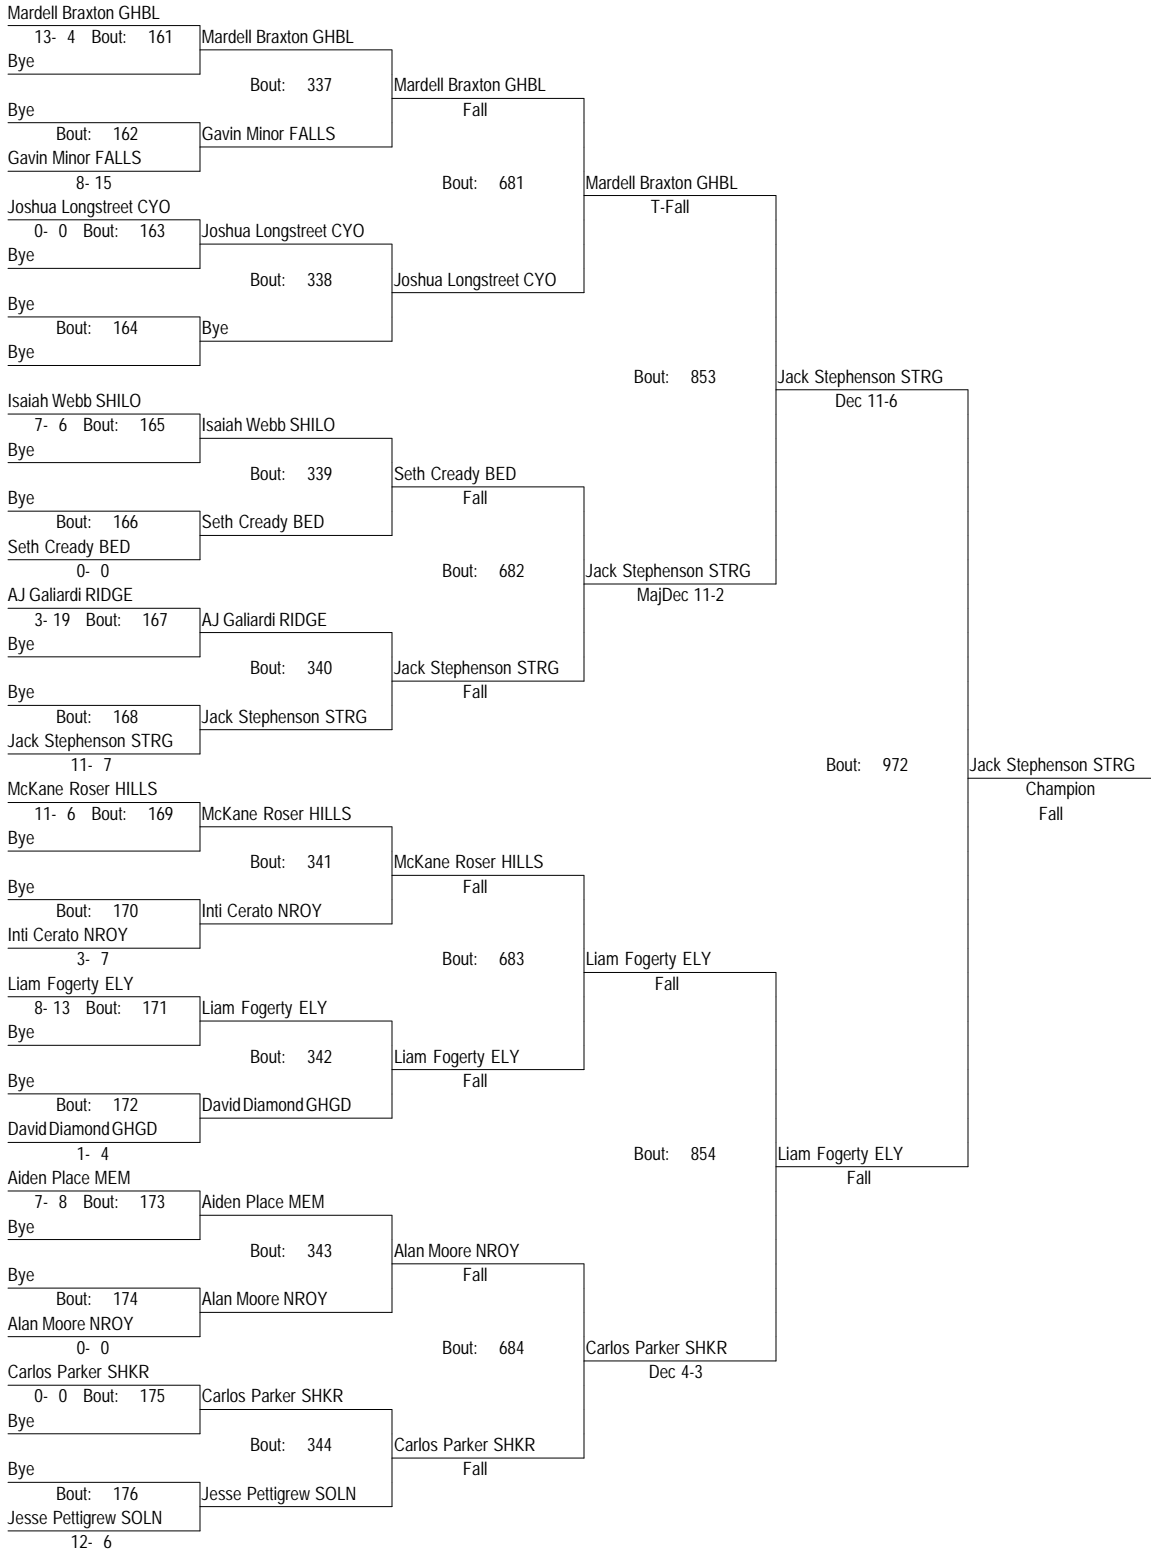 Mardell Braxton GHBL
13- 4 Bout: 161 Mardell Braxton GHBL
Bye
Bout: 337 Mardell Braxton GHBL
Bye Fall
Bout: 162 Gavin Minor FALLS
Gavin Minor FALLS
8- 15 Bout: 681 Mardell Braxton GHBL
Joshua Longstreet CYO T-Fall
0- 0 Bout: 163 Joshua Longstreet CYO
Bye
Bout: 338 Joshua Longstreet CYO
Bye
Bout: 164 Bye
Bye
Bout: 853 Jack Stephenson STRG
Isaiah Webb SHILO Dec 11-6
7- 6 Bout: 165 Isaiah Webb SHILO
Bye
Bout: 339 Seth Cready BED
Bye Fall
Bout: 166 Seth Cready BED
Seth Cready BED
0- 0 Bout: 682 Jack Stephenson STRG
AJ Galiardi RIDGE MajDec 11-2
3- 19 Bout: 167 AJ Galiardi RIDGE
Bye
Bout: 340 Jack Stephenson STRG
Bye Fall
Bout: 168 Jack Stephenson STRG
Jack Stephenson STRG
11- 7 Bout: 972 Jack Stephenson STRG
McKane Roser HILLS Champion
11- 6 Bout: 169 McKane Roser HILLS Fall
Bye
Bout: 341 McKane Roser HILLS
Bye Fall
Bout: 170 Inti Cerato NROY
Inti Cerato NROY
3- 7 Bout: 683 Liam Fogerty ELY
Liam Fogerty ELY Fall
8- 13 Bout: 171 Liam Fogerty ELY
Bye
Bout: 342 Liam Fogerty ELY
Bye Fall
Bout: 172 David Diamond GHGD
David Diamond GHGD
1- 4 Bout: 854 Liam Fogerty ELY
Aiden Place MEM Fall
7- 8 Bout: 173 Aiden Place MEM
Bye
Bout: 343 Alan Moore NROY
Bye Fall
Bout: 174 Alan Moore NROY
Alan Moore NROY
0- 0 Bout: 684 Carlos Parker SHKR
Carlos Parker SHKR Dec 4-3
0- 0 Bout: 175 Carlos Parker SHKR
Bye
Bout: 344 Carlos Parker SHKR
Bye Fall
Bout: 176 Jesse Pettigrew SOLN
Jesse Pettigrew SOLN
12- 6